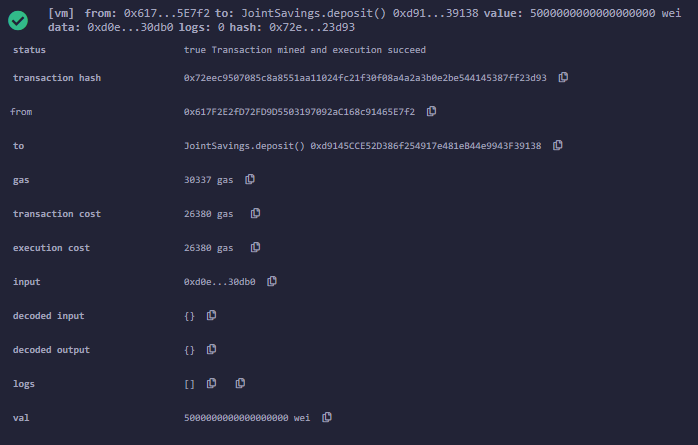 [vm] from: 0x617...5E7f2 to: JointSavings.deposit() 0xd91...39138 value: 5000000000000000000 wei
data: 0xd0e...30db0 logs: 0 hash: 0x72e...23d93
status true Transaction mined and execution succeed
transaction hash 0x72eec9507085c8a8551aa11024fc21f30f08a4a2a3b0e2be544145387ff23d93
from 0x617F2E2fD72FD9D5503197092aC168c91465E7f2
to JointSavings.deposit() 0xd9145CCE52D386f254917e481eB44e9943F39138
gas 30337 gas
transaction cost 26380 gas
execution cost 26380 gas
input 0xd0e...30db0
decoded input {}
decoded output {}
logs []
val 5000000000000000000 wei